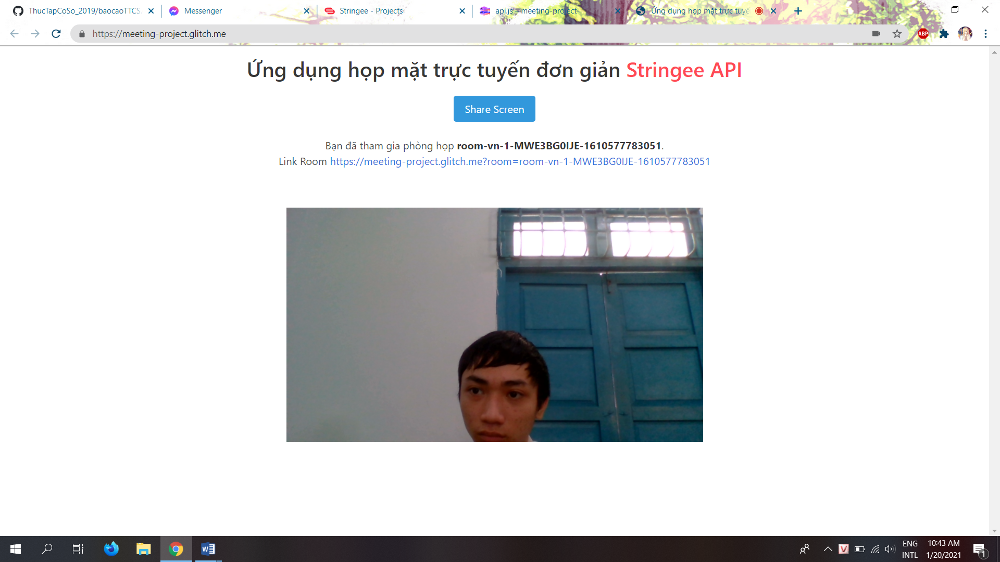 ThucTapCoSo_2019/baocaoTTCS
Messenger
Stringee - Projects
api.js – meeting-project
Ứng dụng họp mặt trực tuyế
https://meeting-project.glitch.me
ABP
Ứng dụng họp mặt trực tuyến đơn giản Stringee API
Share Screen
Bạn đã tham gia phòng họp room-vn-1-MWE3BG0IJE-1610577783051.
Link Room https://meeting-project.glitch.me?room=room-vn-1-MWE3BG0IJE-1610577783051
W
V
ENG
INTL
10:43 AM
1/20/2021
1